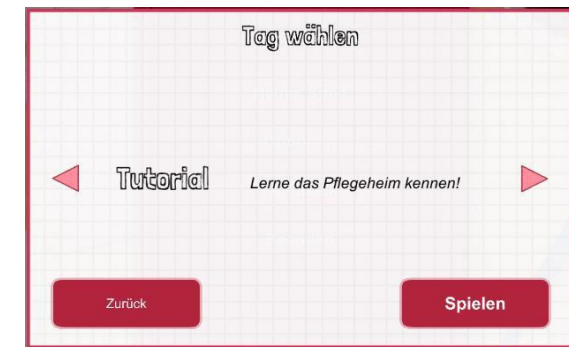 Tag wählen
Tutorial
Lerne das Pflegeheim kennen!
Zurück
Spielen